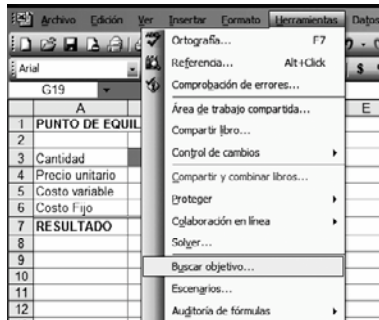 Archivo Edición Ver Insertar Formato Herramientas Datos
Arial
G19
A E
1 PUNTO DE EQUIL
2
3 Cantidad
4 Precio unitario
5 Costo variable
6 Costo Fijo
7 RESULTADO
8
9
10
11
12
Ortografía... F7
Referencia... Alt+Click
Comprobación de errores...
Área de trabajo compartida...
Compartir libro...
Control de cambios
Compartir y combinar libros...
Proteger
Colaboración en línea
Solver...
Buscar objetivo...
Escenarios...
Auditoría de fórmulas